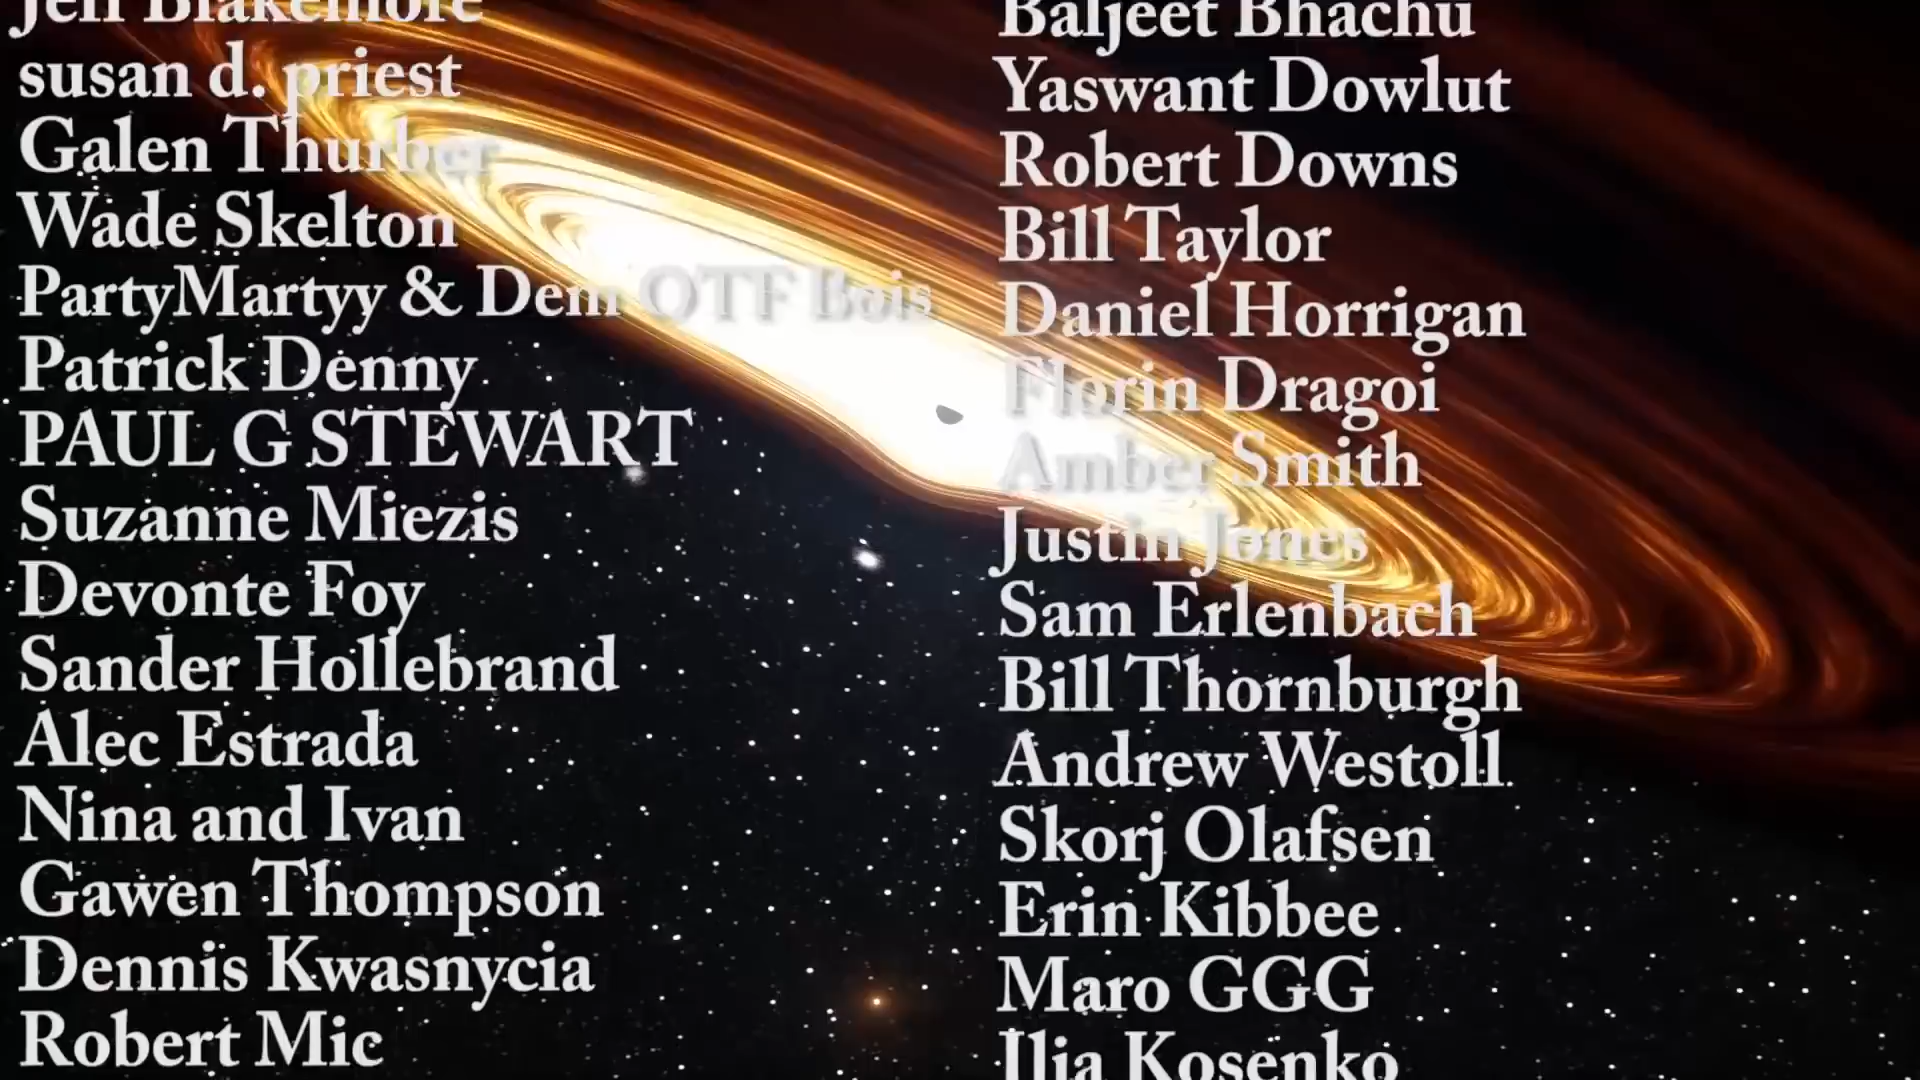 Jeff Blakemore
susan d. priest
Galen Thurber
Wade Skelton
PartyMartyy & Dem OTF Bois
Patrick Denny
PAUL G STEWART
Suzanne Miezis
Devonte Foy
Sander Hollebrand
Alec Estrada
Nina and Ivan
Gawen Thompson
Dennis Kwasnycia
Robert Mic
Baljeet Bhachu
Yaswant Dowlut
Robert Downs
Bill Taylor
Daniel Horrigan
Florin Dragoi
Amber Smith
Justin Jones
Sam Erlenbach
Bill Thornburgh
Andrew Westoll
Skorj Olafsen
Erin Kibbee
Maro GGG
Ilia Kosenko